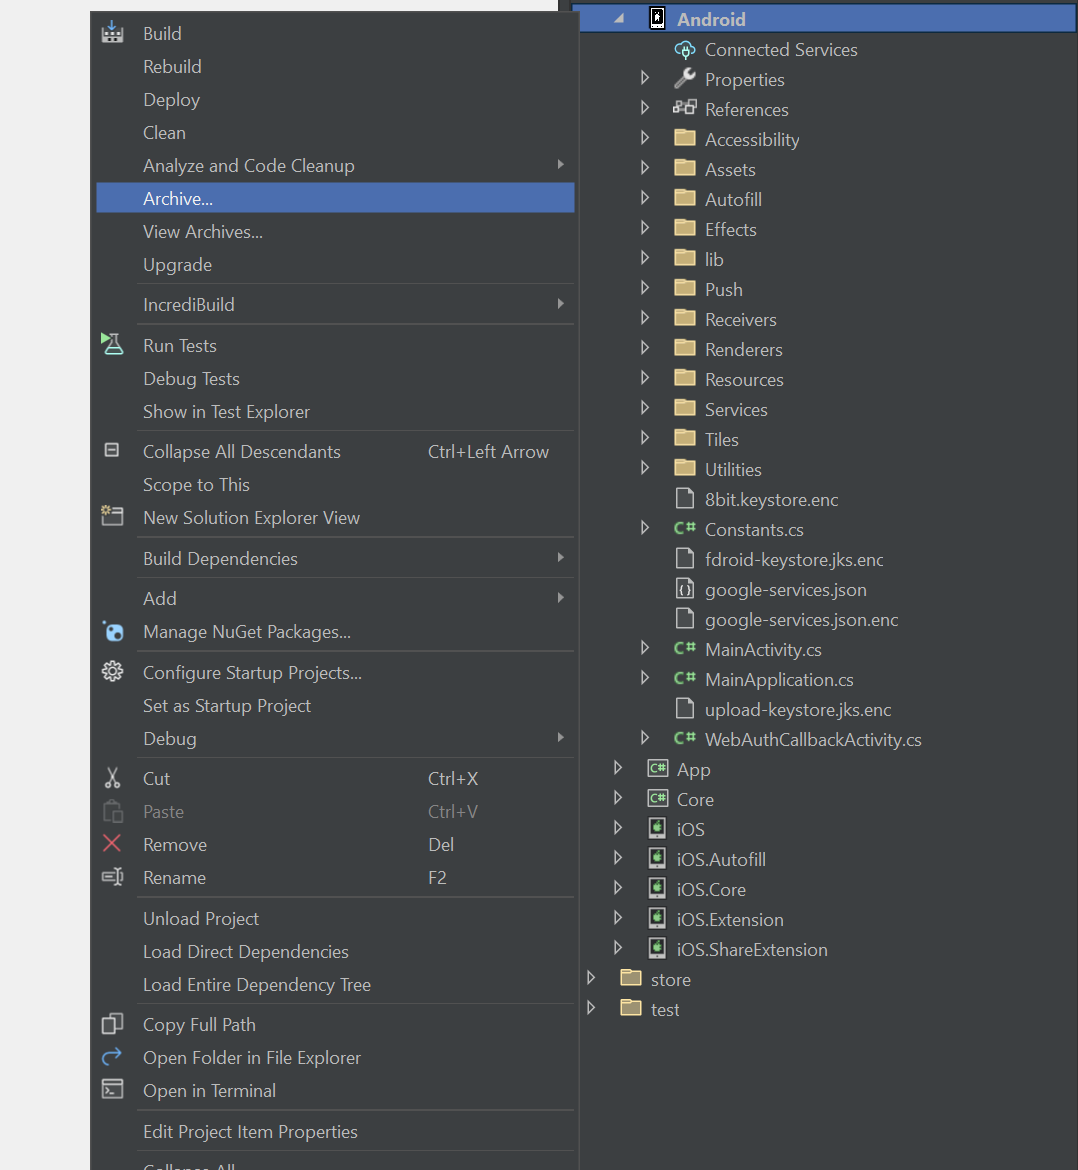 Build
Rebuild
Deploy
Clean
Analyze and Code Cleanup
Archive...
View Archives...
Upgrade
IncrediBuild
Run Tests
Debug Tests
Show in Test Explorer
Collapse All Descendants Ctrl+Left Arrow
Scope to This
New Solution Explorer View
Build Dependencies
Add
Manage NuGet Packages...
Configure Startup Projects...
Set as Startup Project
Debug
Cut Ctrl+X
Paste Ctrl+V
Remove Del
Rename F2
Unload Project
Load Direct Dependencies
Load Entire Dependency Tree
Copy Full Path
Open Folder in File Explorer
Open in Terminal
Edit Project Item Properties
Collapse All
Android
Connected Services
Properties
References
Accessibility
Assets
Autofill
Effects
lib
Push
Receivers
Renderers
Resources
Services
Tiles
Utilities
8bit.keystore.enc
C# Constants.cs
fdroid-keystore.jks.enc
google-services.json
google-services.json.enc
C# MainActivity.cs
C# MainApplication.cs
upload-keystore.jks.enc
C# WebAuthCallbackActivity.cs
C# App
C# Core
iOS
iOS.Autofill
iOS.Core
iOS.Extension
iOS.ShareExtension
store
test